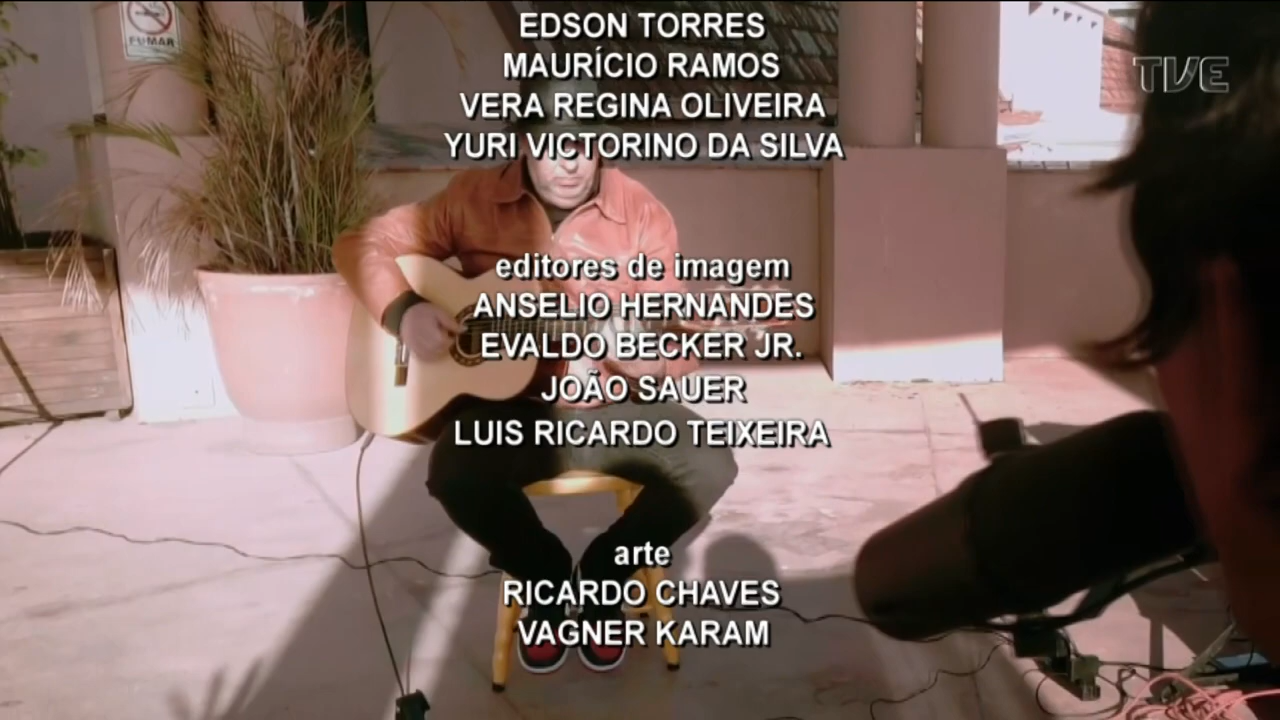 FUMAR
EDSON TORRES
MAURÍCIO RAMOS
VERA REGINA OLIVEIRA
YURI VICTORINO DA SILVA
TVE
editores de imagem
ANSELIO HERNANDES
EVALDO BECKER JR.
JOÃO SAUER
LUIS RICARDO TEIXEIRA
arte
RICARDO CHAVES
VAGNER KARAM